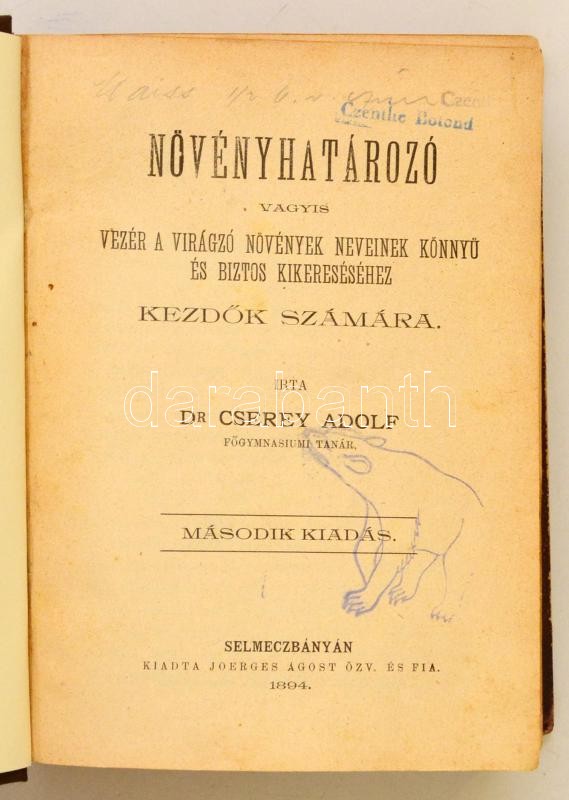 Czenthe Botond
NÖVÉNYHATÁROZÓ
VAGYIS
VEZÉR A VIRÁGZÓ NÖVÉNYEK NEVEINEK KÖNNYŰ
ÉS BIZTOS KIKERESÉSÉHEZ
KEZDŐK SZÁMÁRA.
IRTA
DR CSEREY ADOLF
FŐGYMNASIUMI TANÁR,
darabanth
MÁSODIK KIADÁS.
SELMECZBÁNYÁN
KIADTA JOERGES ÁGOST ÖZV. ÉS FIA.
1894.